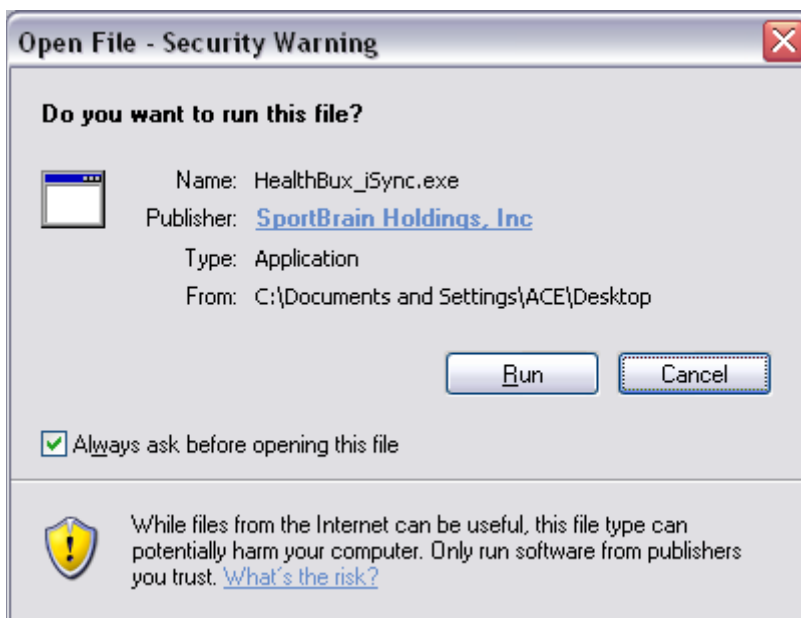 Open File - Security Warning
Do you want to run this file?
Name: HealthBux_iSync.exe
Publisher: SportBrain Holdings, Inc
Type: Application
From: C:\Documents and Settings\ACE\Desktop
Run
Cancel
Always ask before opening this file
While files from the Internet can be useful, this file type can
potentially harm your computer. Only run software from publishers
you trust. What's the risk?